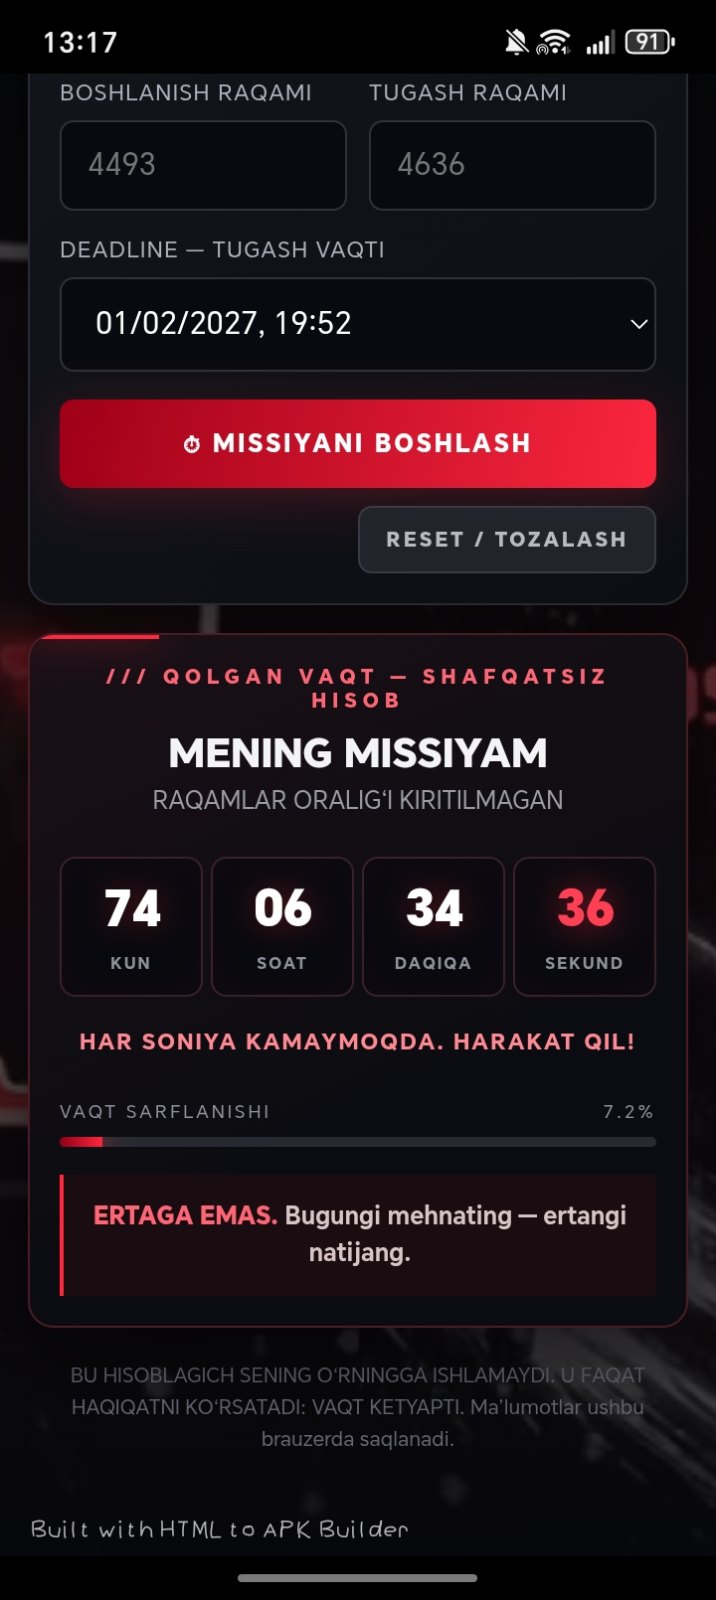 13:17
91
BOSHLANISH RAQAMI TUGASH RAQAMI
4493 4636
DEADLINE — TUGASH VAQTI
01/02/2027, 19:52
MISSIYANI BOSHLASH
RESET / TOZALASH
/// QOLGAN VAQT — SHAFQATSIZ
HISOB
MENING MISSIYAM
RAQAMLAR ORALIG‘I KIRITILMAGAN
74 06 34 36
KUN SOAT DAQIQA SEKUND
HAR SONIYA KAMAYMOQDA. HARAKAT QIL!
VAQT SARFLANISHI 7.2%
ERTAGA EMAS. Bugungi mehnating — ertangi
natijang.
BU HISOBLAGICH SENING O‘RNINGGA ISHLAMAYDI. U FAQAT
HAQIQATNI KO‘RSATADI: VAQT KETYAPTI. Ma’lumotlar ushbu
brauzerda saqlanadi.
Built with HTML to APK Builder